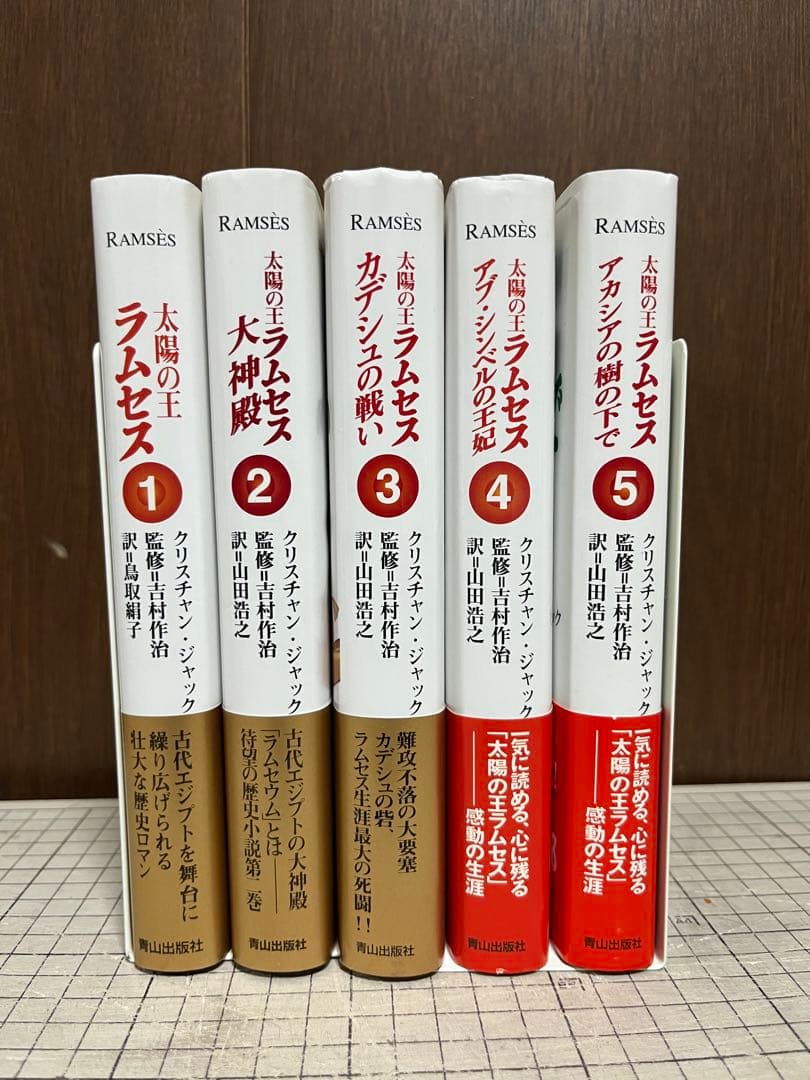 RAMSÈS
太陽の王
ラムセス
1
クリスチャン・ジャック
監修=吉村作治
訳=鳥取絹子
古代エジプトを舞台に
繰り広げられる
壮大な歴史ロマン
青山出版社
RAMSÈS
太陽の王ラムセス
大神殿
2
クリスチャン・ジャック
監修=吉村作治
訳=山田浩之
古代エジプトの大神殿
「ラムセウム」とは――
待望の歴史小説第二巻
青山出版社
RAMSÈS
太陽の王ラムセス
カデシュの戦い
3
クリスチャン・ジャック
監修=吉村作治
訳=山田浩之
難攻不落の大要塞
カデシュの砦、
ラムセス生涯最大の死闘!!
青山出版社
RAMSÈS
太陽の王ラムセス
アブ・シンベルの王妃
4
クリスチャン・ジャック
監修=吉村作治
訳=山田浩之
一気に読める、心に残る
「太陽の王ラムセス」
――感動の生涯
青山出版社
RAMSÈS
太陽の王ラムセス
アカシアの樹の下で
5
クリスチャン・ジャック
監修=吉村作治
訳=山田浩之
一気に読める、心に残る
「太陽の王ラムセス」
――感動の生涯
青山出版社